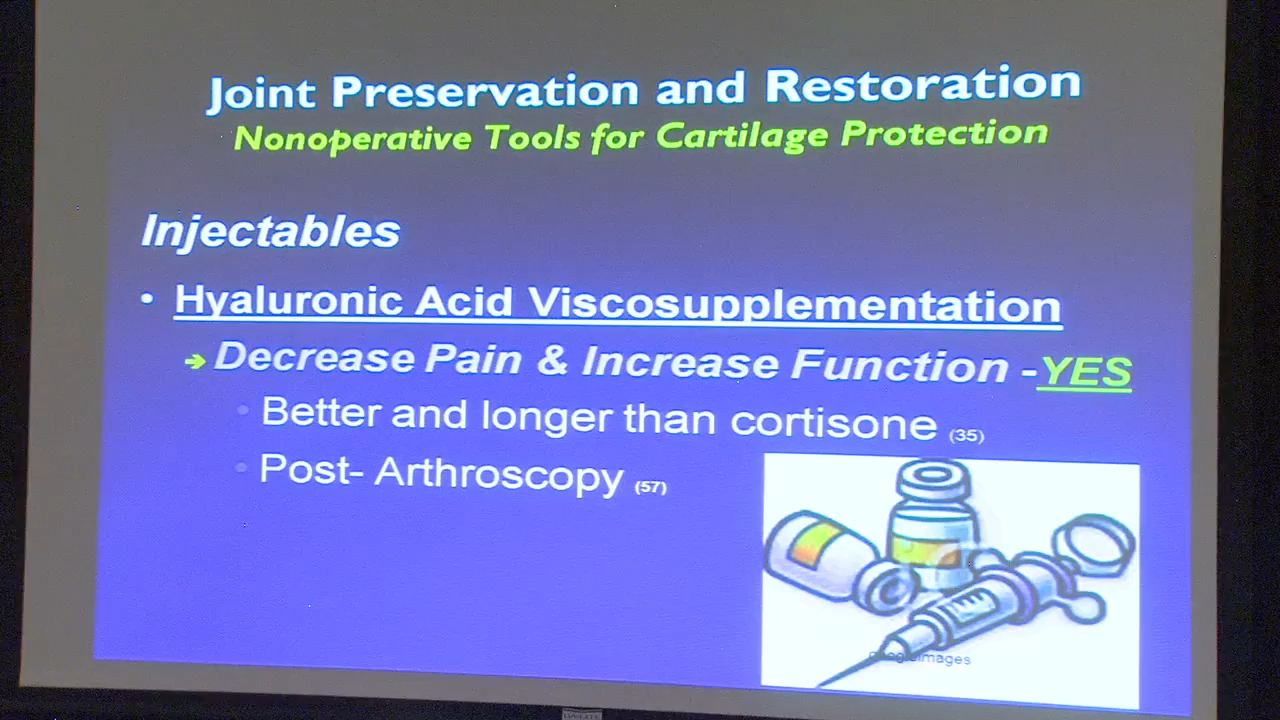 Joint Preservation and Restoration
Nonoperative Tools for Cartilage Protection
Injectables
• Hyaluronic Acid Viscosupplementation
➔ Decrease Pain & Increase Function -YES
• Better and longer than cortisone (35)
• Post- Arthroscopy (57)